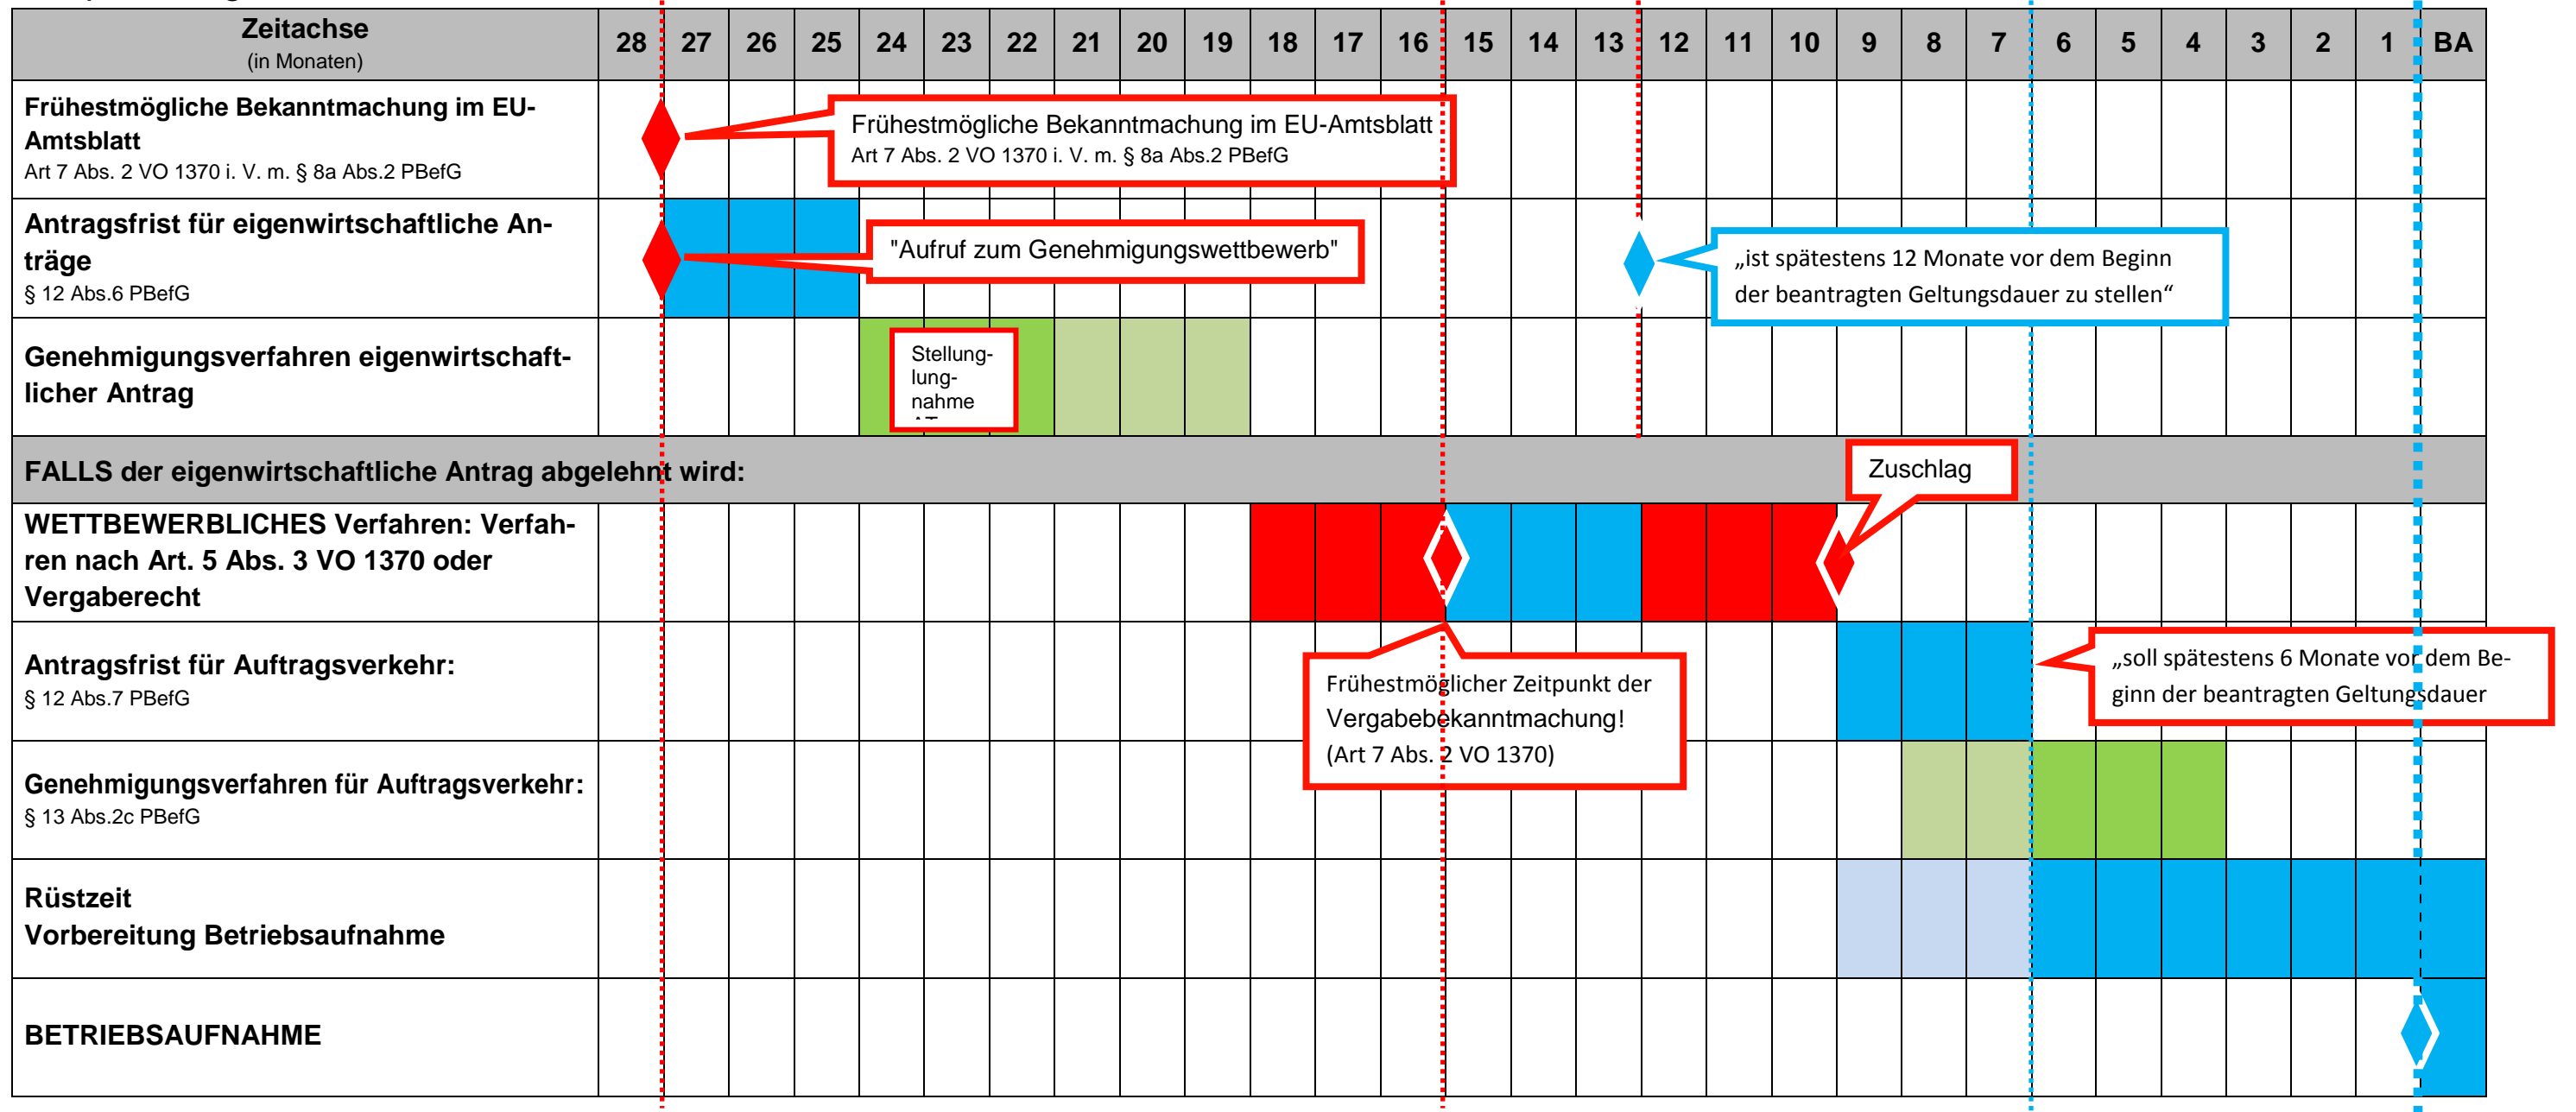 Zeitachse
(in Monaten)
28 27 26 25 24 23 22 21 20 19 18 17 16 15 14 13 12 11 10 9 8 7 6 5 4 3 2 1 BA
Frühestmögliche Bekanntmachung im EU-
Amtsblatt
Art 7 Abs. 2 VO 1370 i. V. m. § 8a Abs.2 PBefG
Frühestmögliche Bekanntmachung im EU-Amtsblatt
Art 7 Abs. 2 VO 1370 i. V. m. § 8a Abs.2 PBefG
Antragsfrist für eigenwirtschaftliche An-
träge
§ 12 Abs.6 PBefG
"Aufruf zum Genehmigungswettbewerb"
„ist spätestens 12 Monate vor dem Beginn
der beantragten Geltungsdauer zu stellen“
Genehmigungsverfahren eigenwirtschaft-
licher Antrag
Stellung-
lung-
nahme
FALLS der eigenwirtschaftliche Antrag abgelehnt wird:
Zuschlag
WETTBEWERBLICHES Verfahren: Verfah-
ren nach Art. 5 Abs. 3 VO 1370 oder
Vergaberecht
Frühestmöglicher Zeitpunkt der
Vergabebekanntmachung!
(Art 7 Abs. 2 VO 1370)
Antragsfrist für Auftragsverkehr:
§ 12 Abs.7 PBefG
„soll spätestens 6 Monate vor dem Be-
ginn der beantragten Geltungsdauer
Genehmigungsverfahren für Auftragsverkehr:
§ 13 Abs.2c PBefG
Rüstzeit
Vorbereitung Betriebsaufnahme
BETRIEBSAUFNAHME